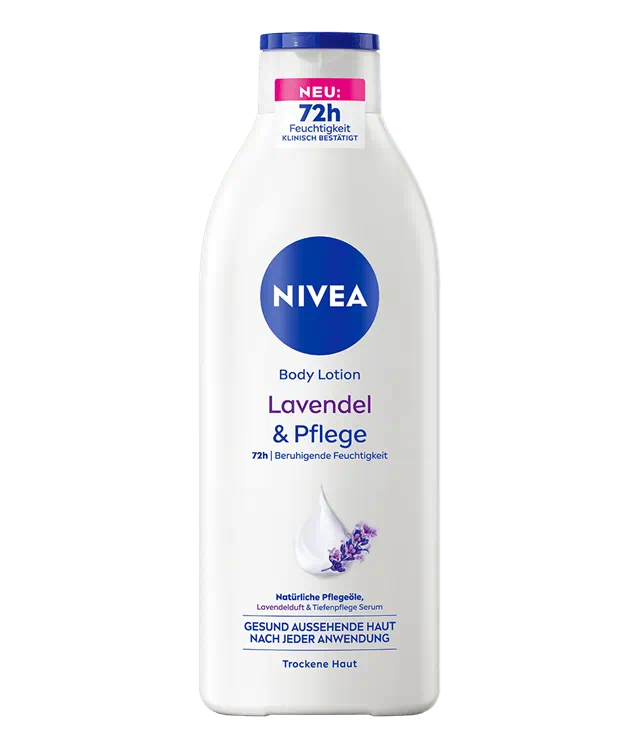 NEU:
72h
Feuchtigkeit
KLINISCH BESTÄTIGT
NIVEA
Body Lotion
Lavendel
& Pflege
72h | Beruhigende Feuchtigkeit
Natürliche Pflegeöle,
Lavendelduft & Tiefenpflege Serum
GESUND AUSSEHENDE HAUT
NACH JEDER ANWENDUNG
Trockene Haut